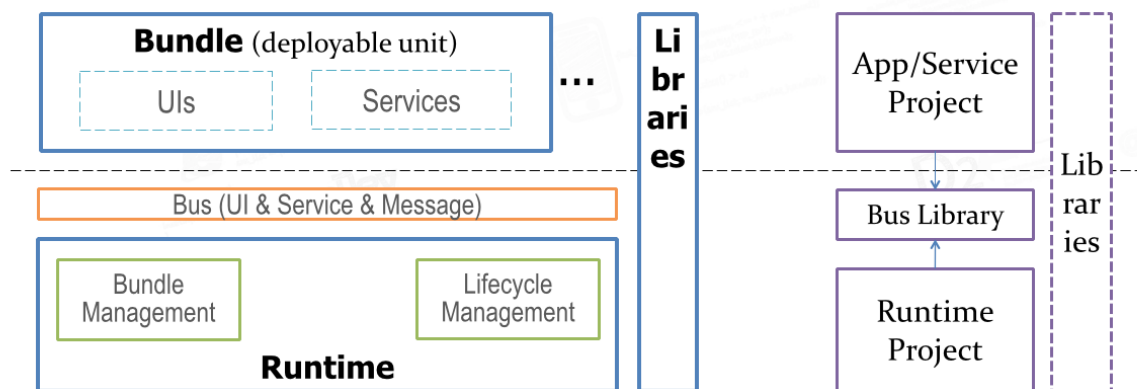 Bundle (deployable unit)
UIs
Services
...
Li
br
ari
es
Bus (UI & Service & Message)
Bundle
Management
Lifecycle
Management
Runtime
App/Service
Project
Bus Library
Runtime
Project
Lib
rar
ies